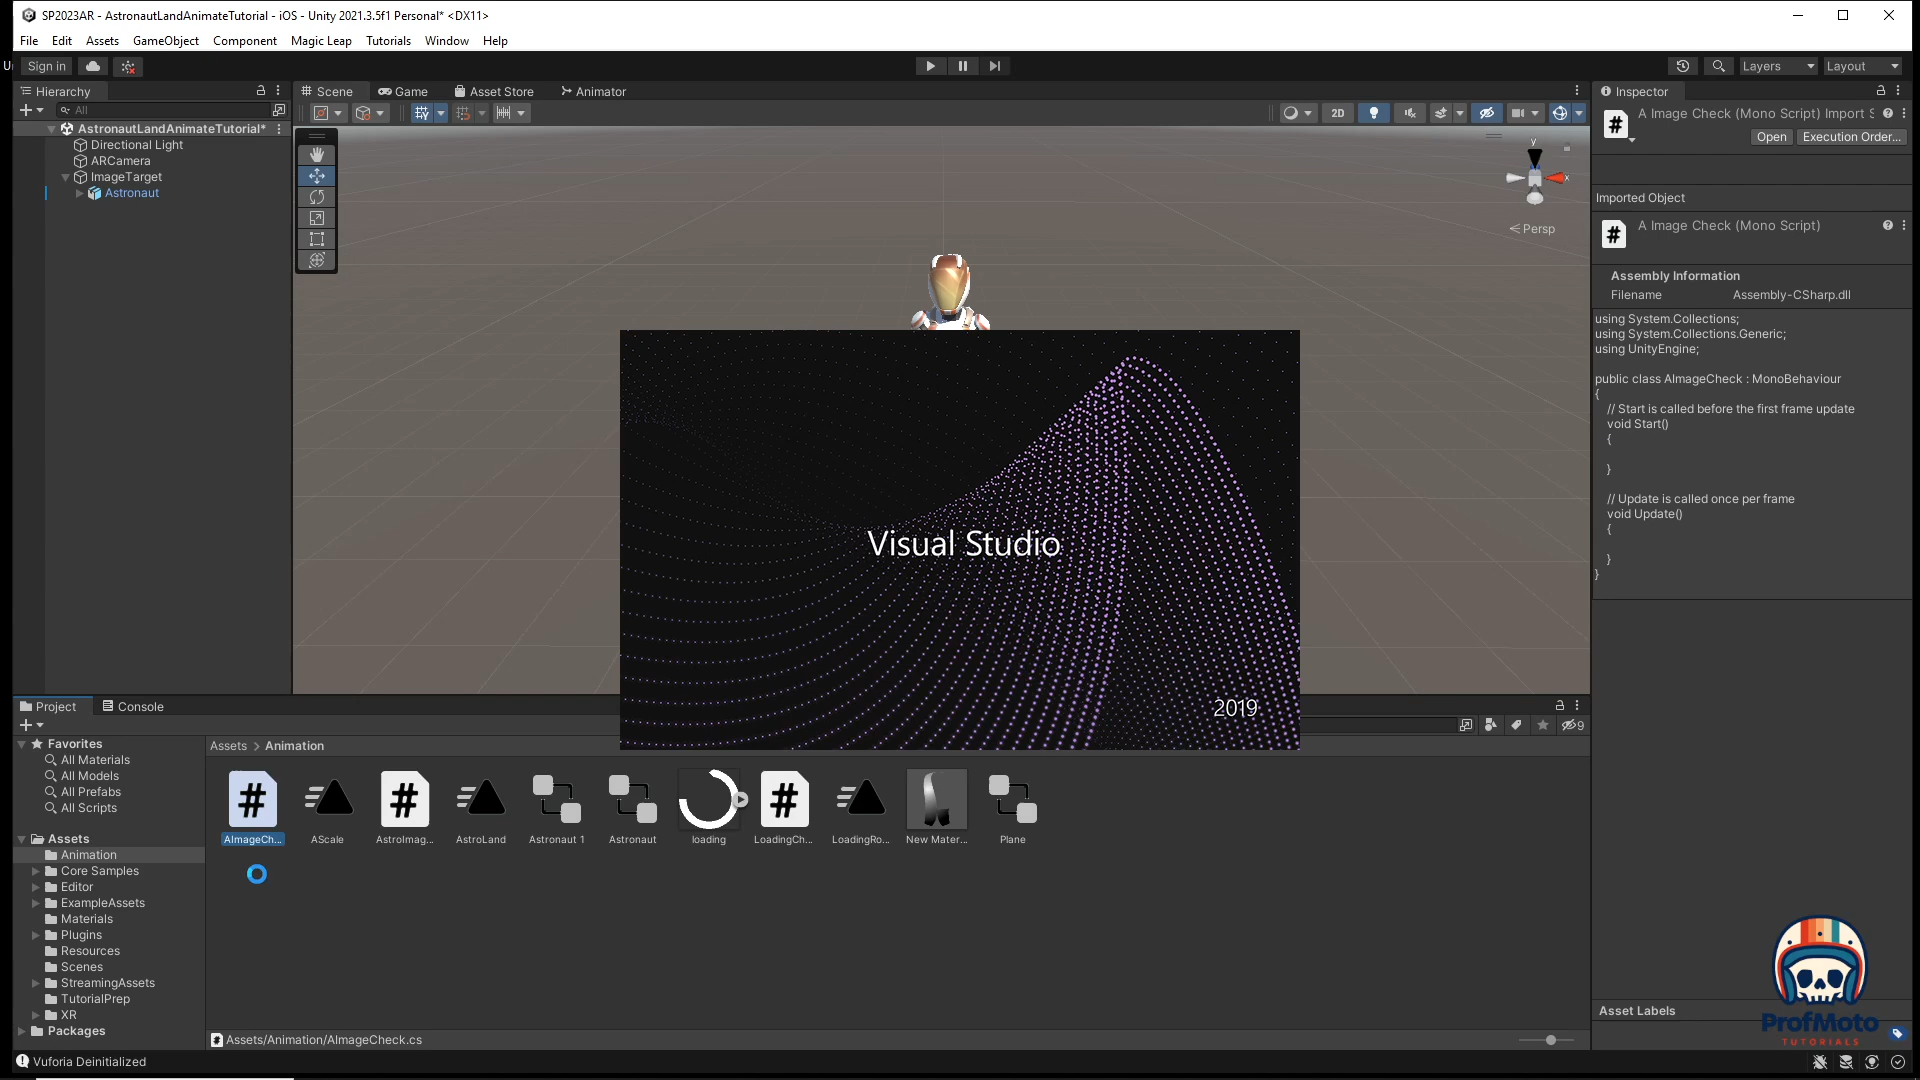 SP2023AR - AstronautLandAnimateTutorial - iOS - Unity 2021.3.5f1 Personal* <DX11>
File Edit Assets GameObject Component Magic Leap Tutorials Window Help
Sign in
Layers Layout
Hierarchy
Scene Game Asset Store Animator
Inspector
All
2D
A Image Check (Mono Script) Import S
Open Execution Order...
AstronautLandAnimateTutorial*
Directional Light
ARCamera
ImageTarget
Astronaut
y
x
< Persp
Imported Object
# A Image Check (Mono Script)
Assembly Information
Filename Assembly-CSharp.dll
using System.Collections;
using System.Collections.Generic;
using UnityEngine;
public class AImageCheck : MonoBehaviour
{
// Start is called before the first frame update
void Start()
{
}
// Update is called once per frame
void Update()
{
}
}
Visual Studio
2019
Project Console
9
Favorites
All Materials
All Models
All Prefabs
All Scripts
Assets
Animation
Core Samples
Editor
ExampleAssets
Materials
Plugins
Resources
Scenes
StreamingAssets
TutorialPrep
XR
Packages
Assets > Animation
AImageCh... AScale AstroImag... AstroLand Astronaut 1 Astronaut loading LoadingCh... LoadingRo... New Mater... Plane
Assets/Animation/AImageCheck.cs
Asset Labels
ProfMoto
TUTORIALS
Vuforia Deinitialized